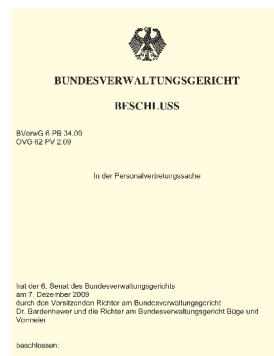 BUNDESVERWALTUNGSGERICHT
BESCHLUSS
BVerwG 6 PB 34.09
OVG 62 PV 2.09
In der Personalvertretungssache
hat der 6. Senat des Bundesverwaltungsgerichts
am 7. Dezember 2009
durch den Vorsitzenden Richter am Bundesverwaltungsgericht
Dr. Bardenhewer und die Richter am Bundesverwaltungsgericht Büge und
Vormeier
beschlossen: